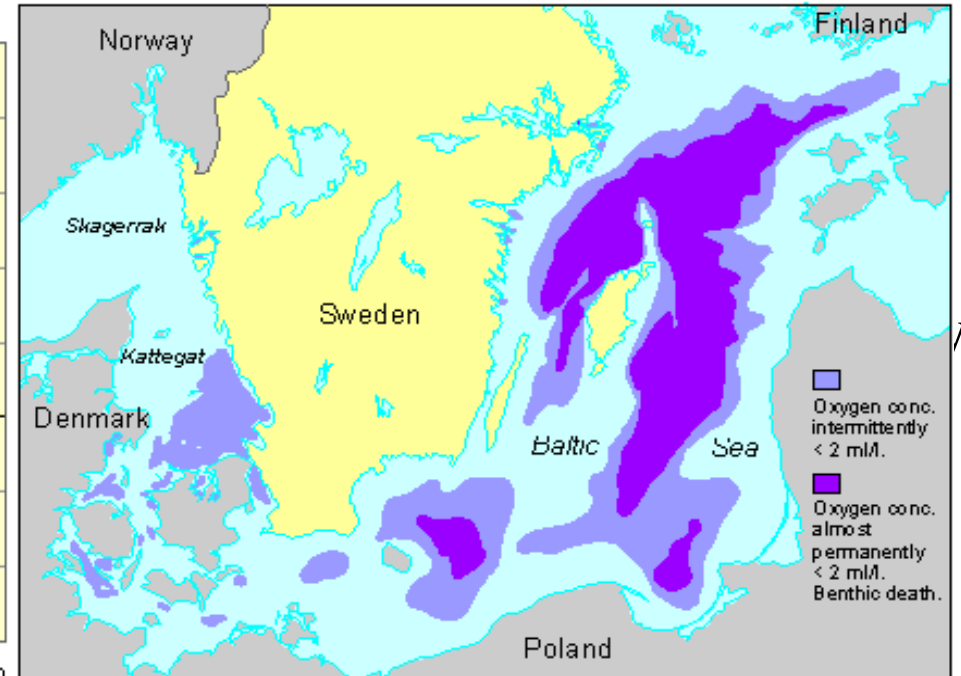 Norway
Finland
Skagerrak
Sweden
Kattegat
Denmark
Baltic Sea
Oxygen conc.
intermittently
< 2 ml/l.
Oxygen conc.
almost
permanently
< 2 ml/l.
Benthic death.
Poland